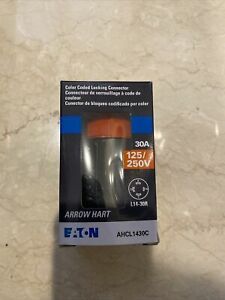 Color Coded Locking Connector
Connecteur de verrouillage à code de
couleur
Conector de bloqueo codificado por color
30A
125/
250V
L14-30R
ARROW HART
EATON
AHCL1430C